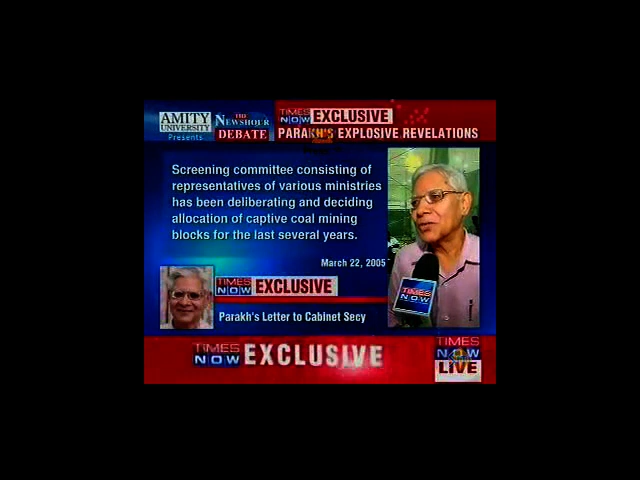 AMITY
UNIVERSITY
Presents
THE
NEWSHOUR
DEBATE
TIMES
NOW EXCLUSIVE
PARAKH'S EXPLOSIVE REVELATIONS
Screening committee consisting of
representatives of various ministries
has been deliberating and deciding
allocation of captive coal mining
blocks for the last several years.
March 22, 2005
TIMES
NOW
TIMES
NOW EXCLUSIVE
Parakh's Letter to Cabinet Secy
TIMES
NOW EXCLUSIVE
TIMES
NOW
LIVE